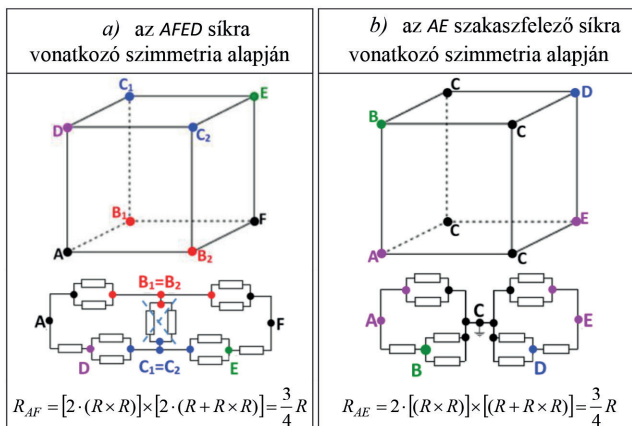 a) az AFED síkra
vonatkozó szimmetria alapján
C₁
E
D
C₂
B₁
F
A
B₂
B₁=B₂
A
F
D
C₁=C₂
E
R_AF = [2·(R×R)]×[2·(R+R×R)] = 3/4 R
b) az AE szakaszfelező síkra
vonatkozó szimmetria alapján
C
D
B
C
C
E
A
C
C
A
E
B
D
R_AE = 2·[(R×R)]×[(R+R×R)] = 3/4 R